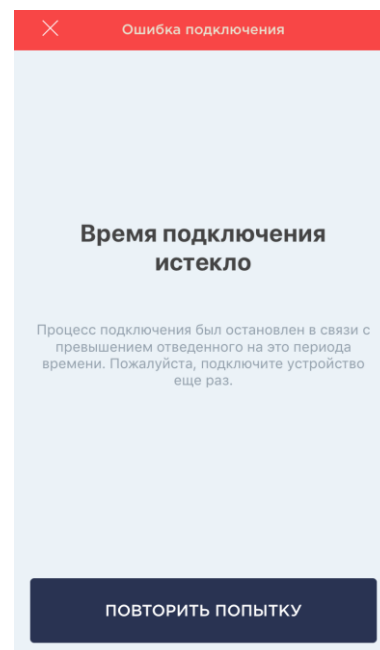 Ошибка подключения
Время подключения
истекло
Процесс подключения был остановлен в связи с
превышением отведенного на это периода
времени. Пожалуйста, подключите устройство
еще раз.
ПОВТОРИТЬ ПОПЫТКУ